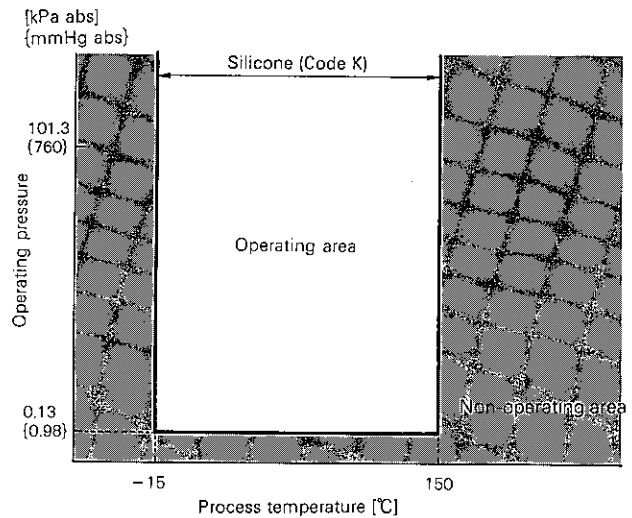 [kPa abs]
{mmHg abs}
Silicone (Code K)
101.3
{760}
Operating pressure
Operating area
0.13
{0.98}
Non-operating area
−15
150
Process temperature [℃]